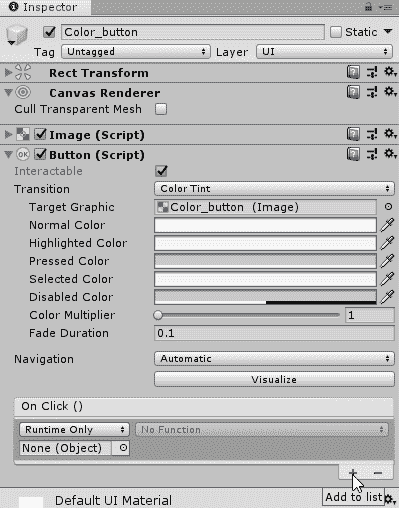 Inspector
Color_button
Static
Tag Untagged Layer UI
Rect Transform
Canvas Renderer
Cull Transparent Mesh
Image (Script)
OK Button (Script)
Interactable
Transition Color Tint
Target Graphic Color_button (Image)
Normal Color
Highlighted Color
Pressed Color
Selected Color
Disabled Color
Color Multiplier 1
Fade Duration 0.1
Navigation Automatic
Visualize
On Click ()
Runtime Only No Function
None (Object)
+ −
Add to list
Default UI Material